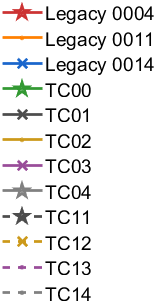 Legacy 0004
Legacy 0011
Legacy 0014
TC00
TC01
TC02
TC03
TC04
TC11
TC12
TC13
TC14